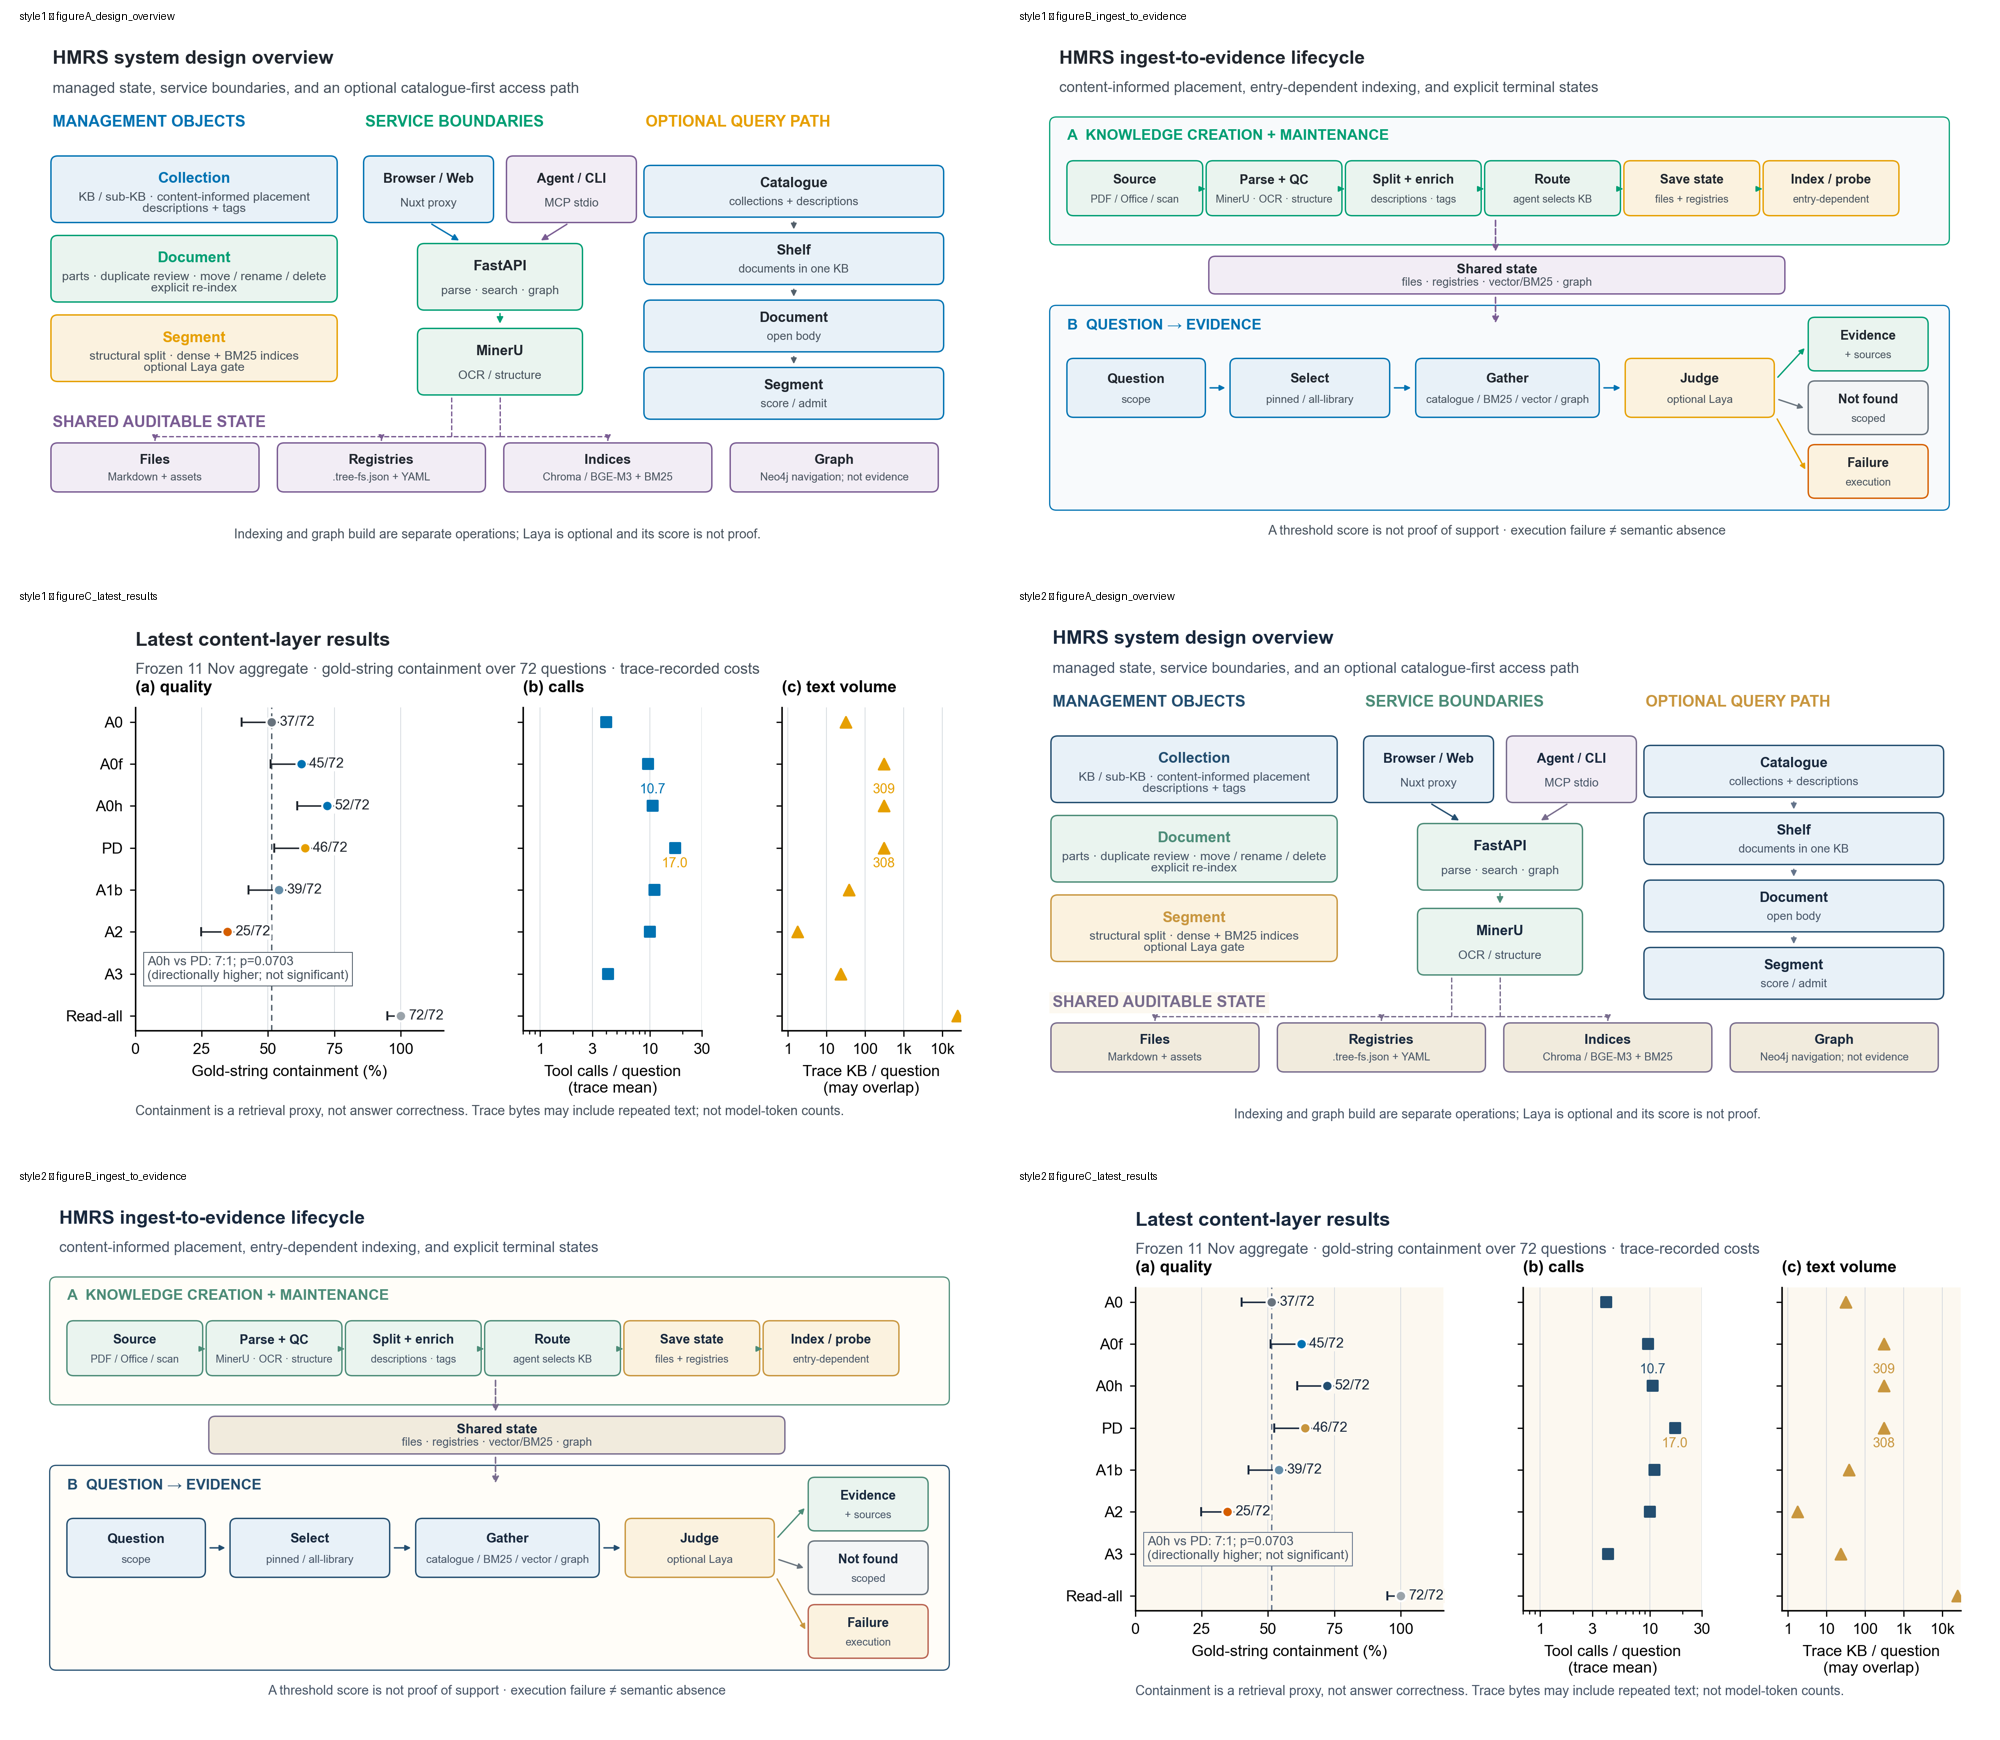 style1 figureA_design_overview
HMRS system design overview
managed state, service boundaries, and an optional catalogue-first access path
MANAGEMENT OBJECTS
SERVICE BOUNDARIES
OPTIONAL QUERY PATH
Collection
KB / sub-KB · content-informed placement
descriptions + tags
Document
parts · duplicate review · move / rename / delete
explicit re-index
Segment
structural split · dense + BM25 indices
optional Laya gate
Browser / Web
Nuxt proxy
Agent / CLI
MCP stdio
FastAPI
parse · search · graph
MinerU
OCR / structure
Catalogue
collections + descriptions
Shelf
documents in one KB
Document
open body
Segment
score / admit
SHARED AUDITABLE STATE
Files
Markdown + assets
Registries
.tree-fs.json + YAML
Indices
Chroma / BGE-M3 + BM25
Graph
Neo4j navigation; not evidence
Indexing and graph build are separate operations; Laya is optional and its score is not proof.
style1 figureB_ingest_to_evidence
HMRS ingest-to-evidence lifecycle
content-informed placement, entry-dependent indexing, and explicit terminal states
A KNOWLEDGE CREATION + MAINTENANCE
Source
PDF / Office / scan
Parse + QC
MinerU · OCR · structure
Split + enrich
descriptions · tags
Route
agent selects KB
Save state
files + registries
Index / probe
entry-dependent
Shared state
files · registries · vector/BM25 · graph
B QUESTION → EVIDENCE
Question
scope
Select
pinned / all-library
Gather
catalogue / BM25 / vector / graph
Judge
optional Laya
Evidence
+ sources
Not found
scoped
Failure
execution
A threshold score is not proof of support · execution failure ≠ semantic absence
style1 figureC_latest_results
Latest content-layer results
Frozen 11 Nov aggregate · gold-string containment over 72 questions · trace-recorded costs
(a) quality
(b) calls
(c) text volume
A0
37/72
A0f
45/72
10.7
309
A0h
52/72
PD
46/72
17.0
308
A1b
39/72
A2
25/72
A0h vs PD: 7:1; p=0.0703
(directionally higher; not significant)
A3
Read-all
72/72
0 25 50 75 100
1 3 10 30
1 10 100 1k 10k
Gold-string containment (%)
Tool calls / question
(trace mean)
Trace KB / question
(may overlap)
Containment is a retrieval proxy, not answer correctness. Trace bytes may include repeated text; not model-token counts.
style2 figureA_design_overview
HMRS system design overview
managed state, service boundaries, and an optional catalogue-first access path
MANAGEMENT OBJECTS
SERVICE BOUNDARIES
OPTIONAL QUERY PATH
Collection
KB / sub-KB · content-informed placement
descriptions + tags
Document
parts · duplicate review · move / rename / delete
explicit re-index
Segment
structural split · dense + BM25 indices
optional Laya gate
Browser / Web
Nuxt proxy
Agent / CLI
MCP stdio
FastAPI
parse · search · graph
MinerU
OCR / structure
Catalogue
collections + descriptions
Shelf
documents in one KB
Document
open body
Segment
score / admit
SHARED AUDITABLE STATE
Files
Markdown + assets
Registries
.tree-fs.json + YAML
Indices
Chroma / BGE-M3 + BM25
Graph
Neo4j navigation; not evidence
Indexing and graph build are separate operations; Laya is optional and its score is not proof.
style2 figureB_ingest_to_evidence
HMRS ingest-to-evidence lifecycle
content-informed placement, entry-dependent indexing, and explicit terminal states
A KNOWLEDGE CREATION + MAINTENANCE
Source
PDF / Office / scan
Parse + QC
MinerU · OCR · structure
Split + enrich
descriptions · tags
Route
agent selects KB
Save state
files + registries
Index / probe
entry-dependent
Shared state
files · registries · vector/BM25 · graph
B QUESTION → EVIDENCE
Question
scope
Select
pinned / all-library
Gather
catalogue / BM25 / vector / graph
Judge
optional Laya
Evidence
+ sources
Not found
scoped
Failure
execution
A threshold score is not proof of support · execution failure ≠ semantic absence
style2 figureC_latest_results
Latest content-layer results
Frozen 11 Nov aggregate · gold-string containment over 72 questions · trace-recorded costs
(a) quality
(b) calls
(c) text volume
A0
37/72
A0f
45/72
10.7
309
A0h
52/72
PD
46/72
17.0
308
A1b
39/72
A2
25/72
A0h vs PD: 7:1; p=0.0703
(directionally higher; not significant)
A3
Read-all
72/72
0 25 50 75 100
1 3 10 30
1 10 100 1k 10k
Gold-string containment (%)
Tool calls / question
(trace mean)
Trace KB / question
(may overlap)
Containment is a retrieval proxy, not answer correctness. Trace bytes may include repeated text; not model-token counts.